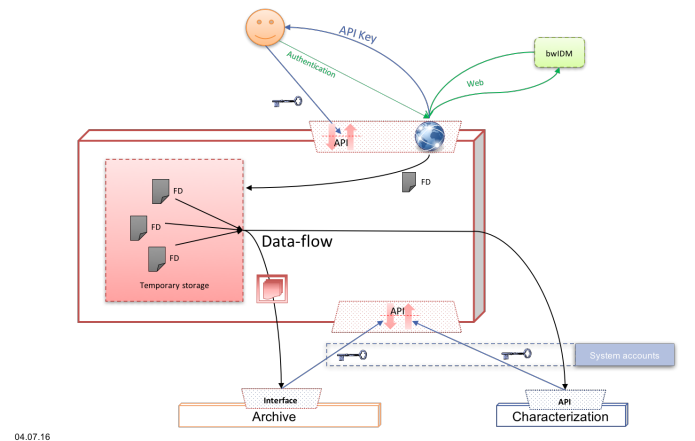 API Key
bwIDM
Authentication
Web
API
FD
FD
FD
FD
Data-flow
Temporary storage
API
System accounts
Interface
Archive
API
Characterization
04.07.16